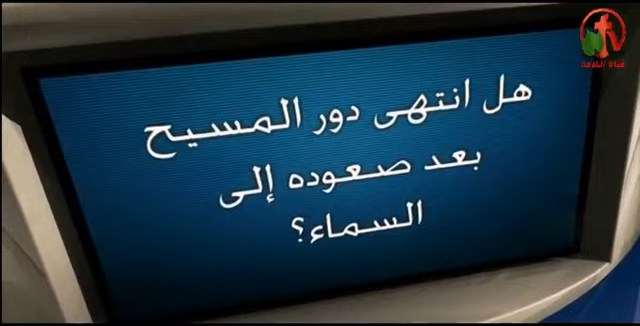 هل انتهى دور المسيح
بعد صعوده إلى
السماء؟